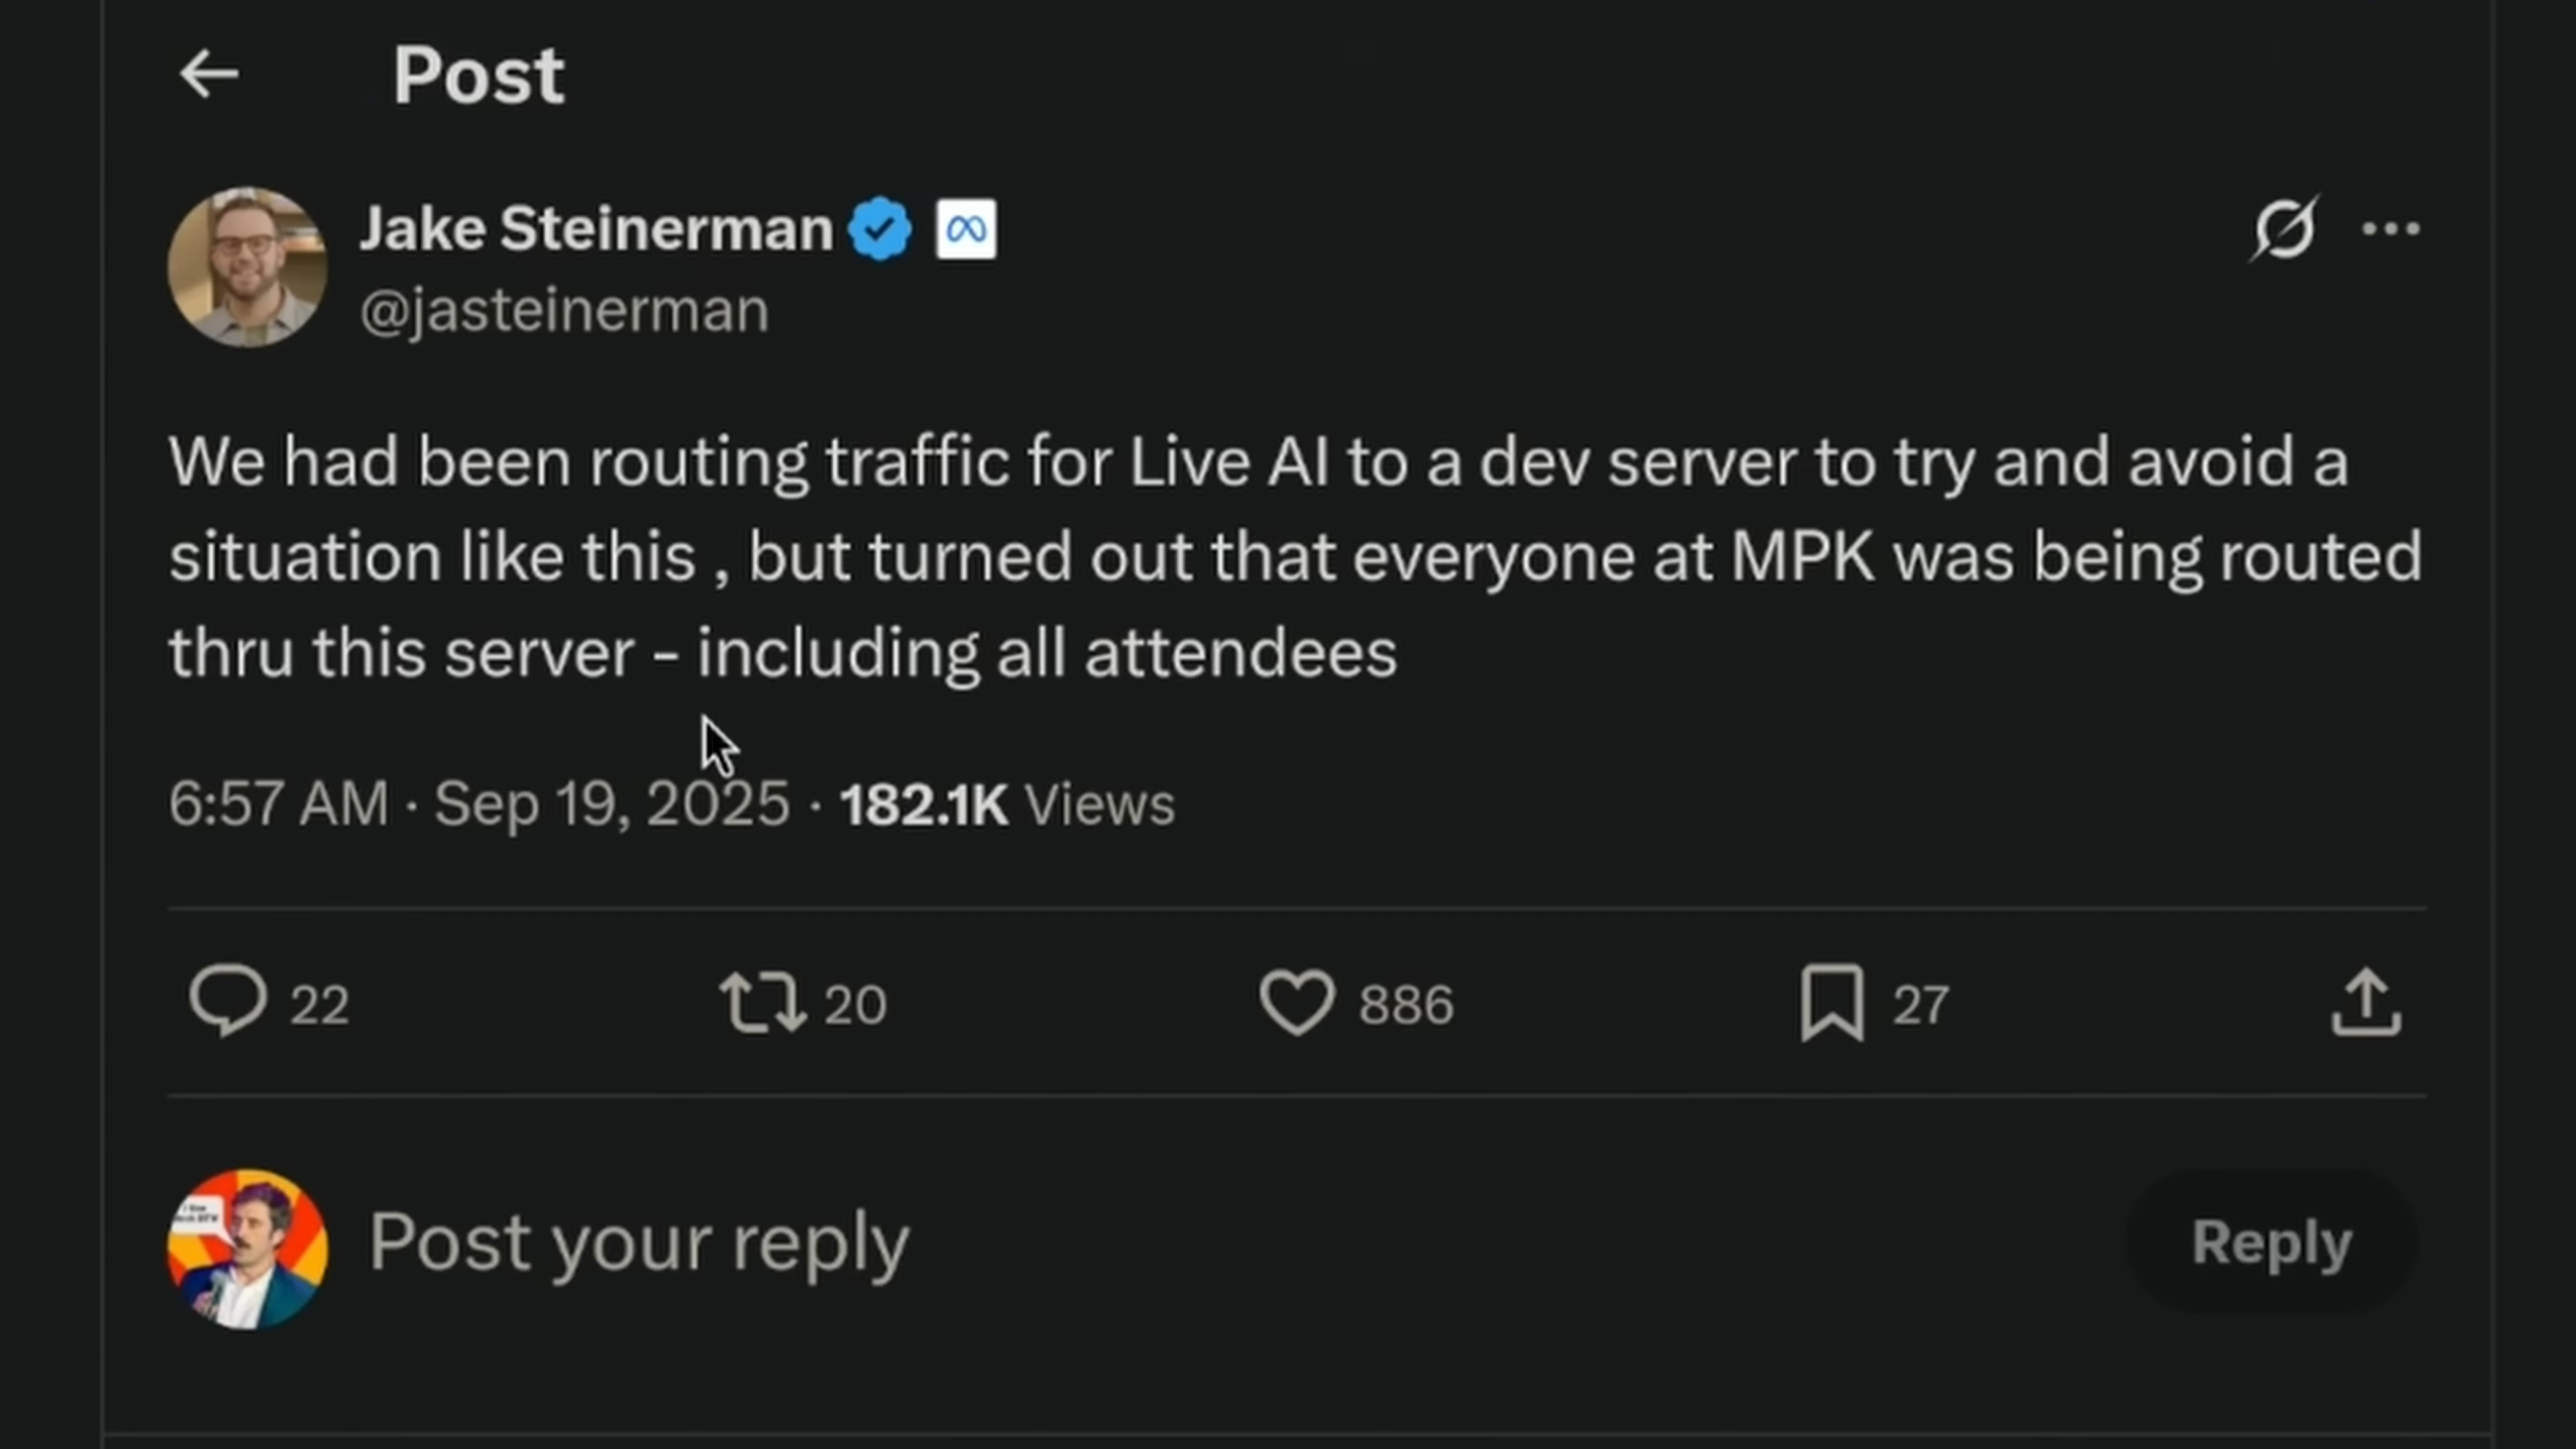 Post
Jake Steinerman
@jasteinerman
We had been routing traffic for Live AI to a dev server to try and avoid a
situation like this , but turned out that everyone at MPK was being routed
thru this server - including all attendees
6:57 AM · Sep 19, 2025 · 182.1K Views
22 20 886 27
Post your reply Reply